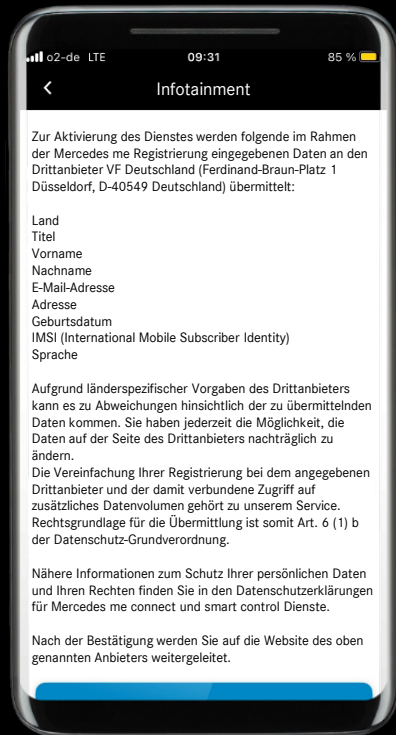 o2-de LTE 09:31 85 %
Infotainment
Zur Aktivierung des Dienstes werden folgende im Rahmen
der Mercedes me Registrierung eingegebenen Daten an den
Drittanbieter VF Deutschland (Ferdinand-Braun-Platz 1
Düsseldorf, D-40549 Deutschland) übermittelt:
Land
Titel
Vorname
Nachname
E-Mail-Adresse
Adresse
Geburtsdatum
IMSI (International Mobile Subscriber Identity)
Sprache
Aufgrund länderspezifischer Vorgaben des Drittanbieters
kann es zu Abweichungen hinsichtlich der zu übermittelnden
Daten kommen. Sie haben jederzeit die Möglichkeit, die
Daten auf der Seite des Drittanbieters nachträglich zu
ändern.
Die Vereinfachung Ihrer Registrierung bei dem angegebenen
Drittanbieter und der damit verbundene Zugriff auf
zusätzliches Datenvolumen gehört zu unserem Service.
Rechtsgrundlage für die Übermittlung ist somit Art. 6 (1) b
der Datenschutz-Grundverordnung.
Nähere Informationen zum Schutz Ihrer persönlichen Daten
und Ihren Rechten finden Sie in den Datenschutzerklärungen
für Mercedes me connect und smart control Dienste.
Nach der Bestätigung werden Sie auf die Website des oben
genannten Anbieters weitergeleitet.